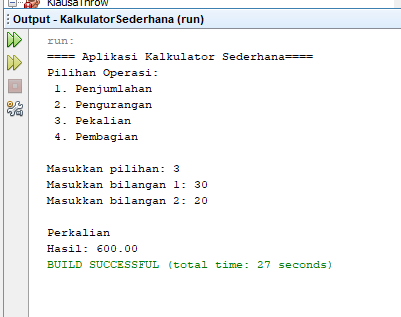 KlausaThrow
Output - KalkulatorSederhana (run)
run:
==== Aplikasi Kalkulator Sederhana====
Pilihan Operasi:
1. Penjumlahan
2. Pengurangan
3. Pekalian
4. Pembagian
Masukkan pilihan: 3
Masukkan bilangan 1: 30
Masukkan bilangan 2: 20
Perkalian
Hasil: 600.00
BUILD SUCCESSFUL (total time: 27 seconds)